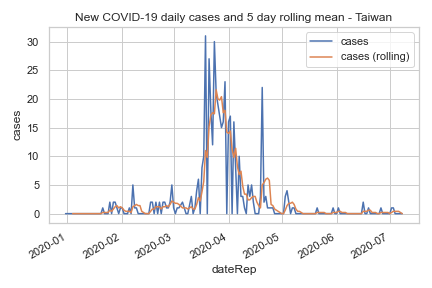 New COVID-19 daily cases and 5 day rolling mean - Taiwan
cases
cases (rolling)
cases
30
25
20
15
10
5
0
2020-01
2020-02
2020-03
2020-04
2020-05
2020-06
2020-07
dateRep